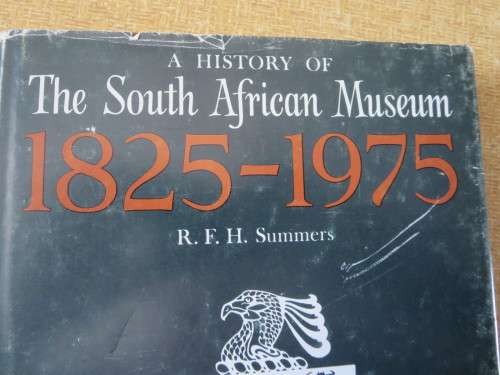 A HISTORY OF
The South African Museum
1825-1975
R. F. H. Summers